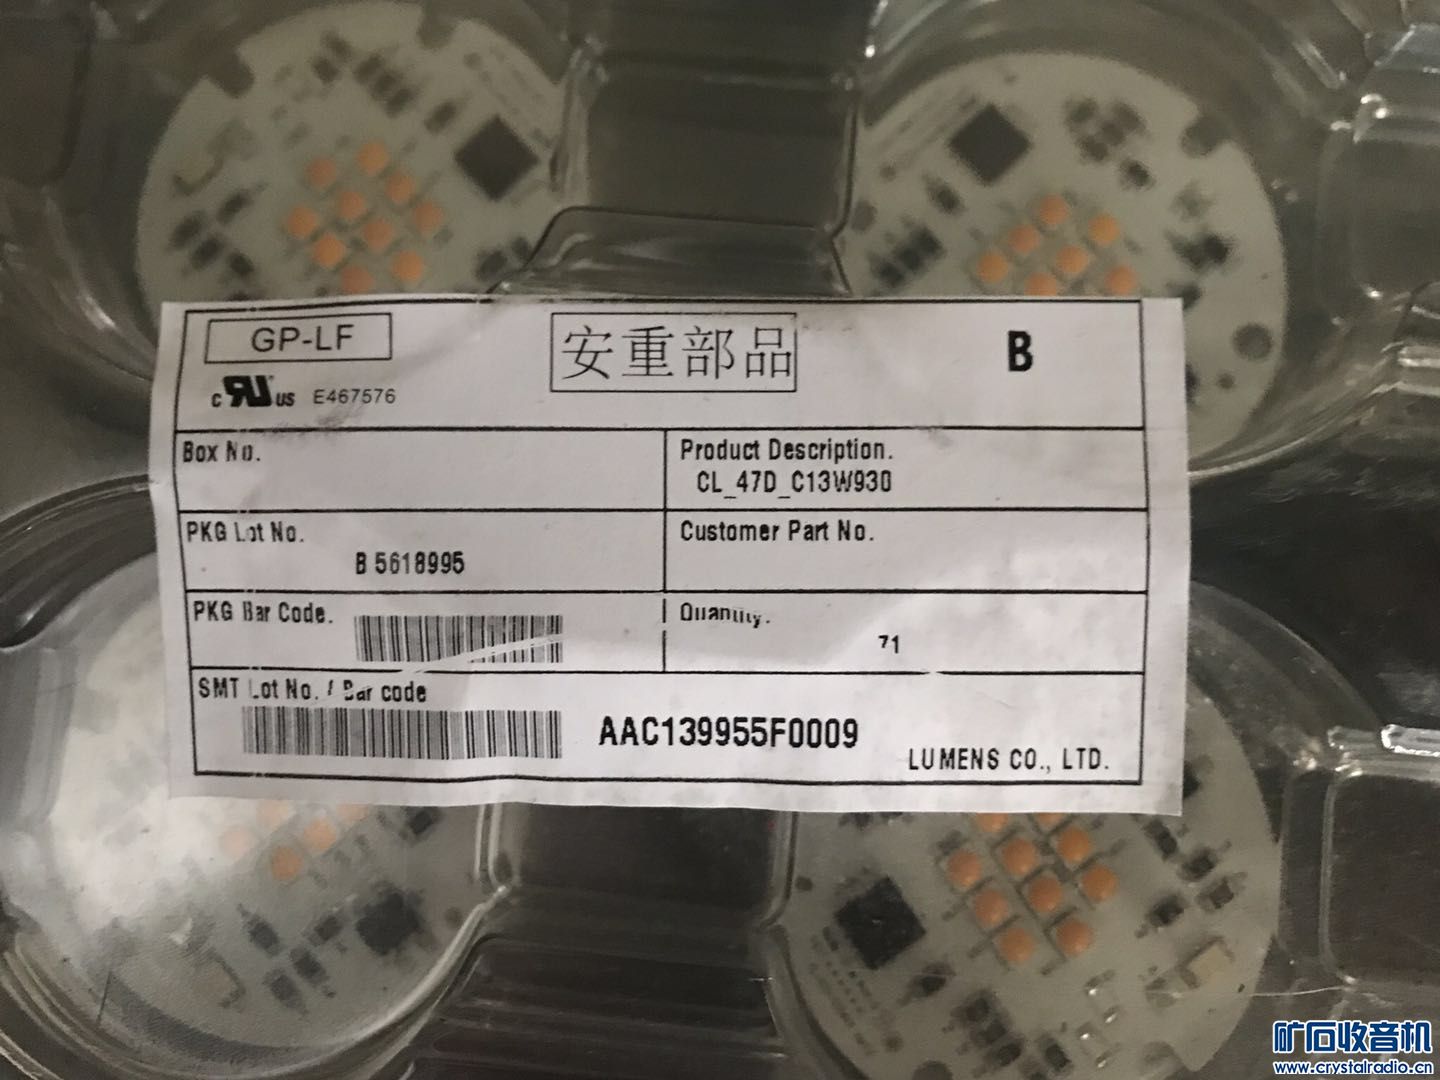 GP-LF
安重部品
B
c RU US E467576
Box No.
Product Description.
CL_47D_C13W930
PKG Lot No.
B 5618995
Customer Part No.
PKG Bar Code.
Quantity.
71
SMT Lot No. / Bar code
AAC139955F0009
LUMENS CO., LTD.
矿石收音机
www.crystalradio.cn